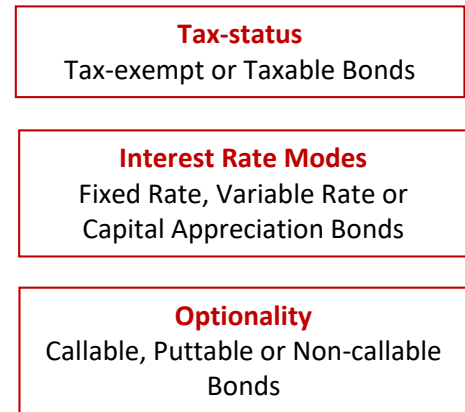 Tax-status
Tax-exempt or Taxable Bonds
Interest Rate Modes
Fixed Rate, Variable Rate or
Capital Appreciation Bonds
Optionality
Callable, Puttable or Non-callable
Bonds